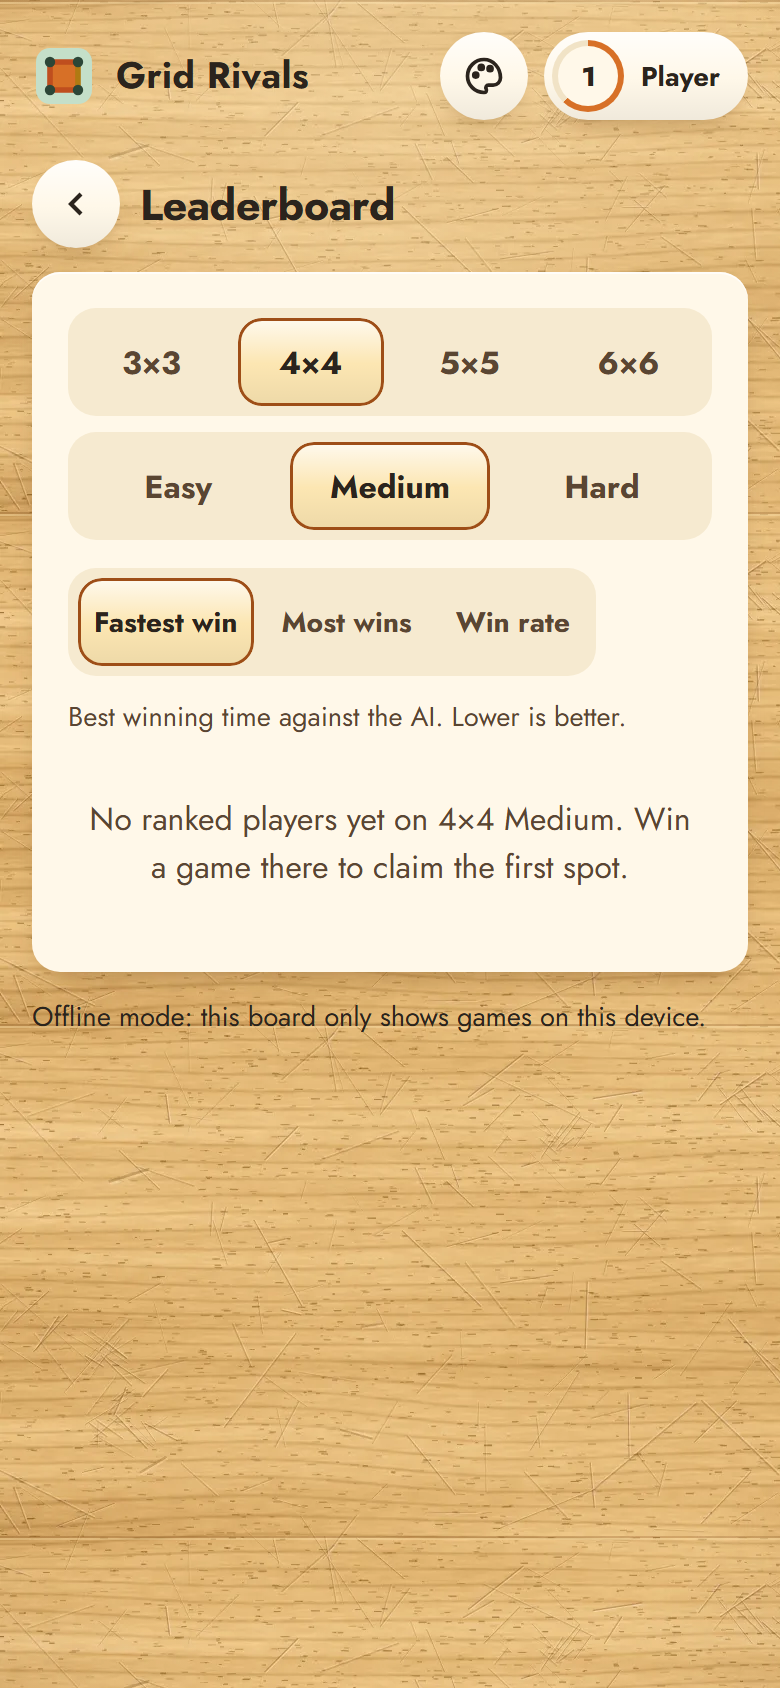 Grid Rivals
1 Player
Leaderboard
3×3 4×4 5×5 6×6
Easy Medium Hard
Fastest win Most wins Win rate
Best winning time against the AI. Lower is better.
No ranked players yet on 4×4 Medium. Win
a game there to claim the first spot.
Offline mode: this board only shows games on this device.